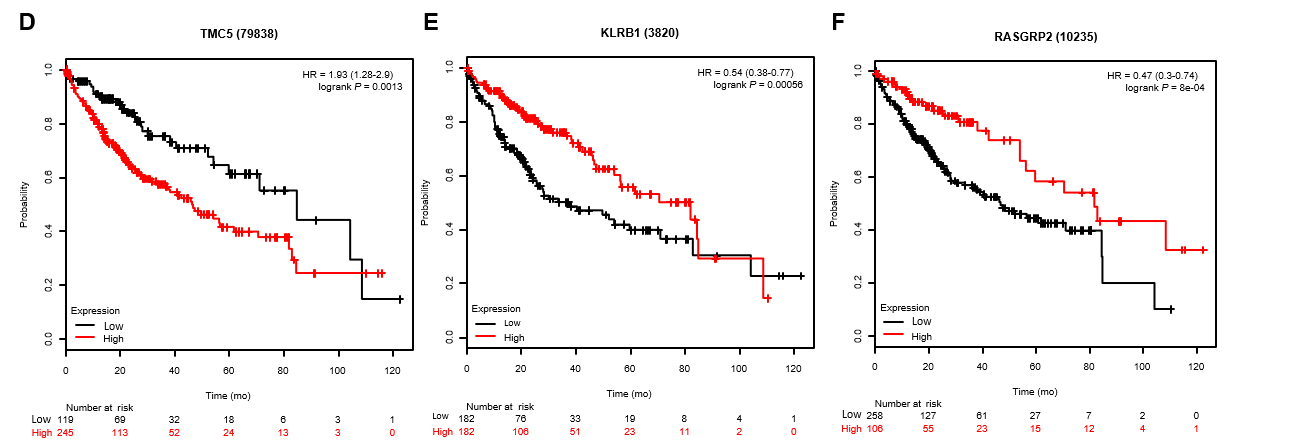 D
TMC5 (79838)
HR = 1.93 (1.28-2.9)
logrank P = 0.0013
Probability
1.0
0.8
0.6
0.4
0.2
0.0
Expression
Low
High
0 20 40 60 80 100 120
Time (mo)
Number at risk
Low 119 69 32 18 6 3 1
High 245 113 52 24 13 3 0
E
KLRB1 (3820)
HR = 0.54 (0.38-0.77)
logrank P = 0.00056
Probability
1.0
0.8
0.6
0.4
0.2
0.0
Expression
Low
High
0 20 40 60 80 100 120
Time (mo)
Number at risk
Low 182 76 33 19 8 4 1
High 182 106 51 23 11 2 0
F
RASGRP2 (10235)
HR = 0.47 (0.3-0.74)
logrank P = 8e-04
Probability
1.0
0.8
0.6
0.4
0.2
0.0
Expression
Low
High
0 20 40 60 80 100 120
Time (mo)
Number at risk
Low 258 127 61 27 7 2 0
High 106 55 23 15 12 4 1